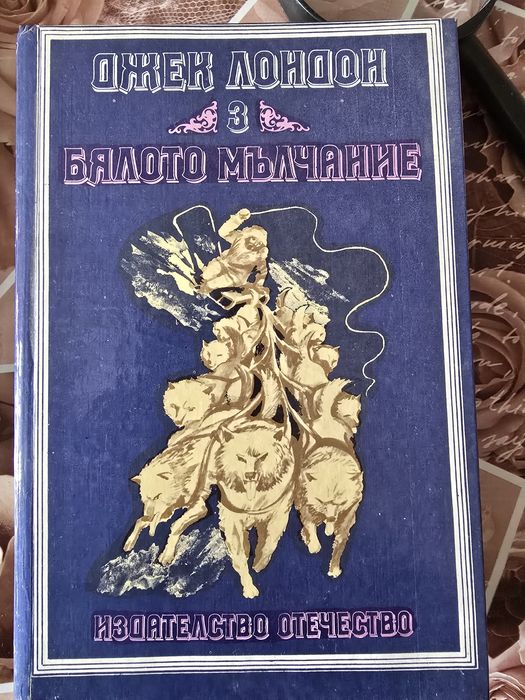 ДЖЕК ЛОНДОН
3
БЯЛОТО МЪЛЧАНИЕ
ИЗДАТЕЛСТВО ОТЕЧЕСТВО